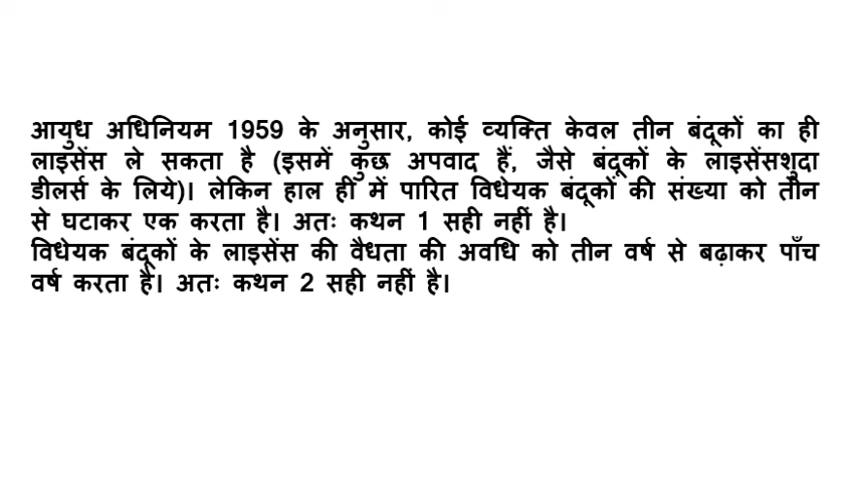 आयुध अधिनियम 1959 के अनुसार, कोई व्यक्ति केवल तीन बंदूकों का ही
लाइसेंस ले सकता है (इसमें कुछ अपवाद हैं, जैसे बंदूकों के लाइसेंसशुदा
डीलर्स के लिये)। लेकिन हाल ही में पारित विधेयक बंदूकों की संख्या को तीन
से घटाकर एक करता है। अतः कथन 1 सही नहीं है।
विधेयक बंदूकों के लाइसेंस की वैधता की अवधि को तीन वर्ष से बढ़ाकर पाँच
वर्ष करता है। अतः कथन 2 सही नहीं है।